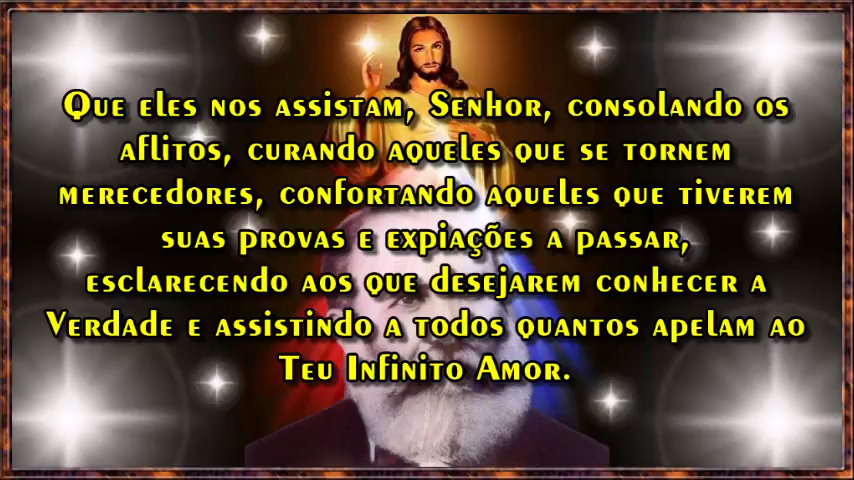 Que eles nos assistam, Senhor, consolando os
aflitos, curando aqueles que se tornem
merecedores, confortando aqueles que tiverem
suas provas e expiações a passar,
esclarecendo aos que desejarem conhecer a
Verdade e assistindo a todos quantos apelam ao
Teu Infinito Amor.